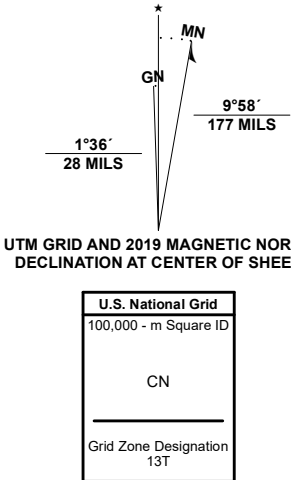 MN
GN
9°58´
177 MILS
1°36´
28 MILS
UTM GRID AND 2019 MAGNETIC NOR
DECLINATION AT CENTER OF SHEE
U.S. National Grid
100,000 - m Square ID
CN
Grid Zone Designation
13T